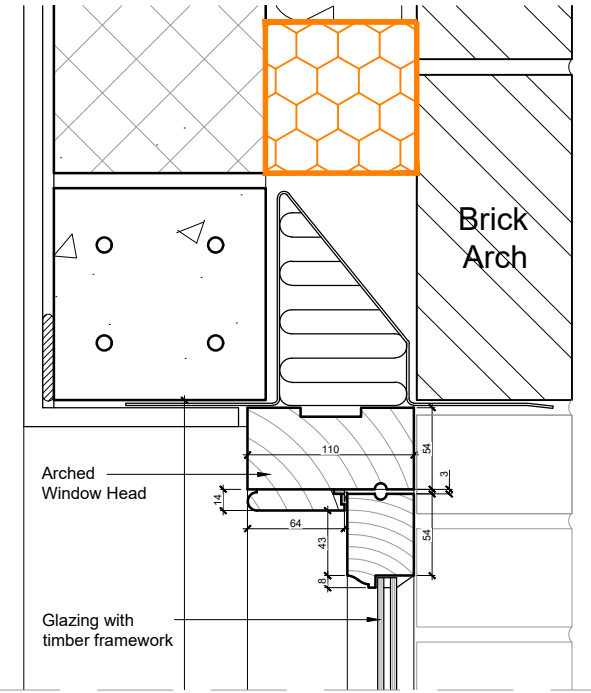 Brick
Arch
110
54
3
Arched
Window Head
14
64
43
54
8
Glazing with
timber framework